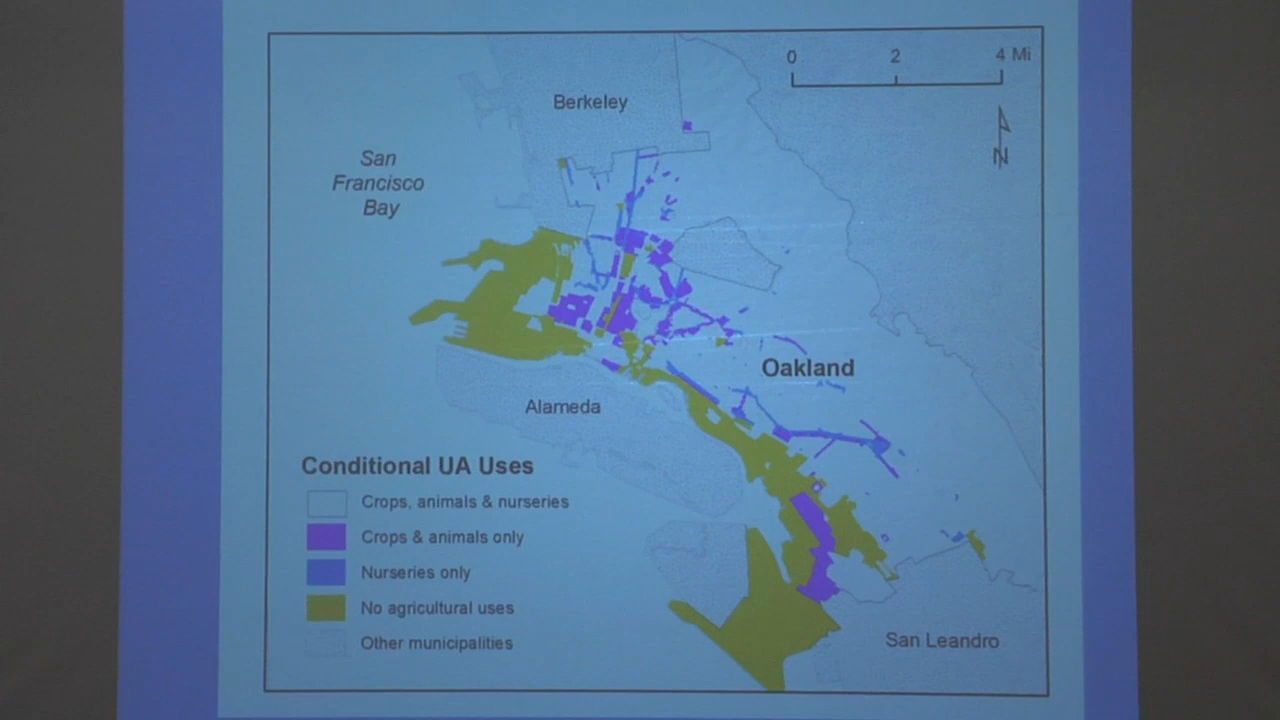 0 2 4 Mi
Berkeley
N
San
Francisco
Bay
Oakland
Alameda
Conditional UA Uses
Crops, animals & nurseries
Crops & animals only
Nurseries only
No agricultural uses
Other municipalities
San Leandro